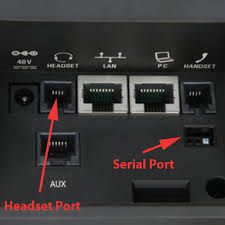 48V HEADSET LAN PC HANDSET
Serial Port
AUX
Headset Port